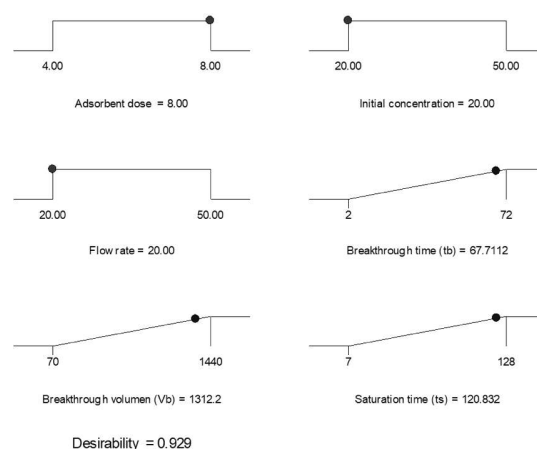 4.00 8.00
Adsorbent dose = 8.00
20.00 50.00
Initial concentration = 20.00
20.00 50.00
Flow rate = 20.00
2 72
Breakthrough time (tb) = 67.7112
70 1440
Breakthrough volumen (Vb) = 1312.2
7 128
Saturation time (ts) = 120.832
Desirability = 0.929